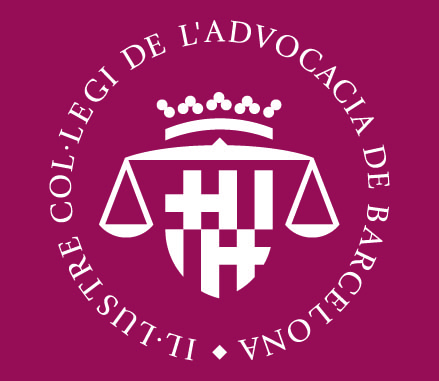 IL·LUSTRE COL·LEGI DE L'ADVOCACIA DE BARCELONA